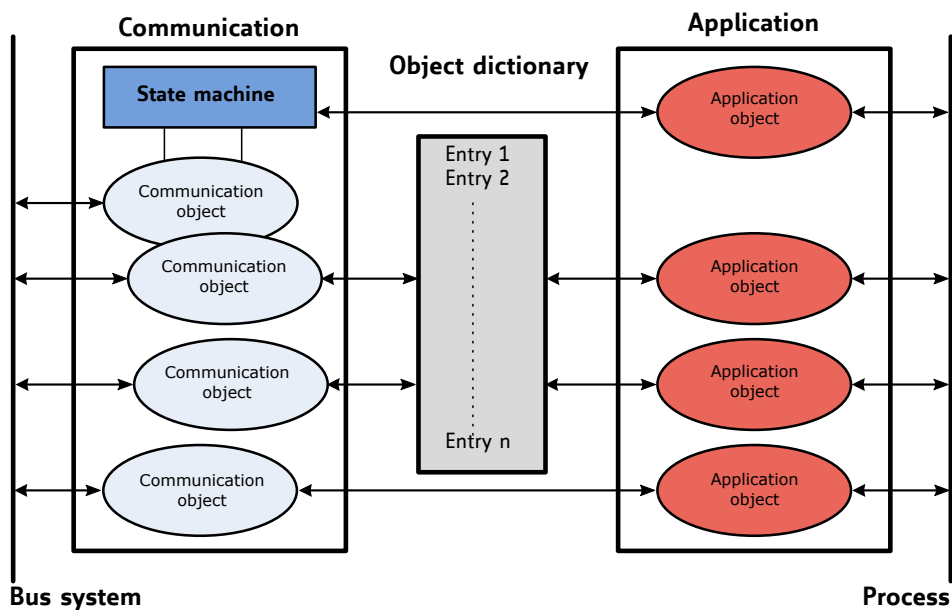 Communication
Application
Object dictionary
State machine
Application
object
Entry 1
Entry 2
Communication
object
Communication
object
Application
object
Communication
object
Application
object
Entry n
Communication
object
Application
object
Bus system
Process